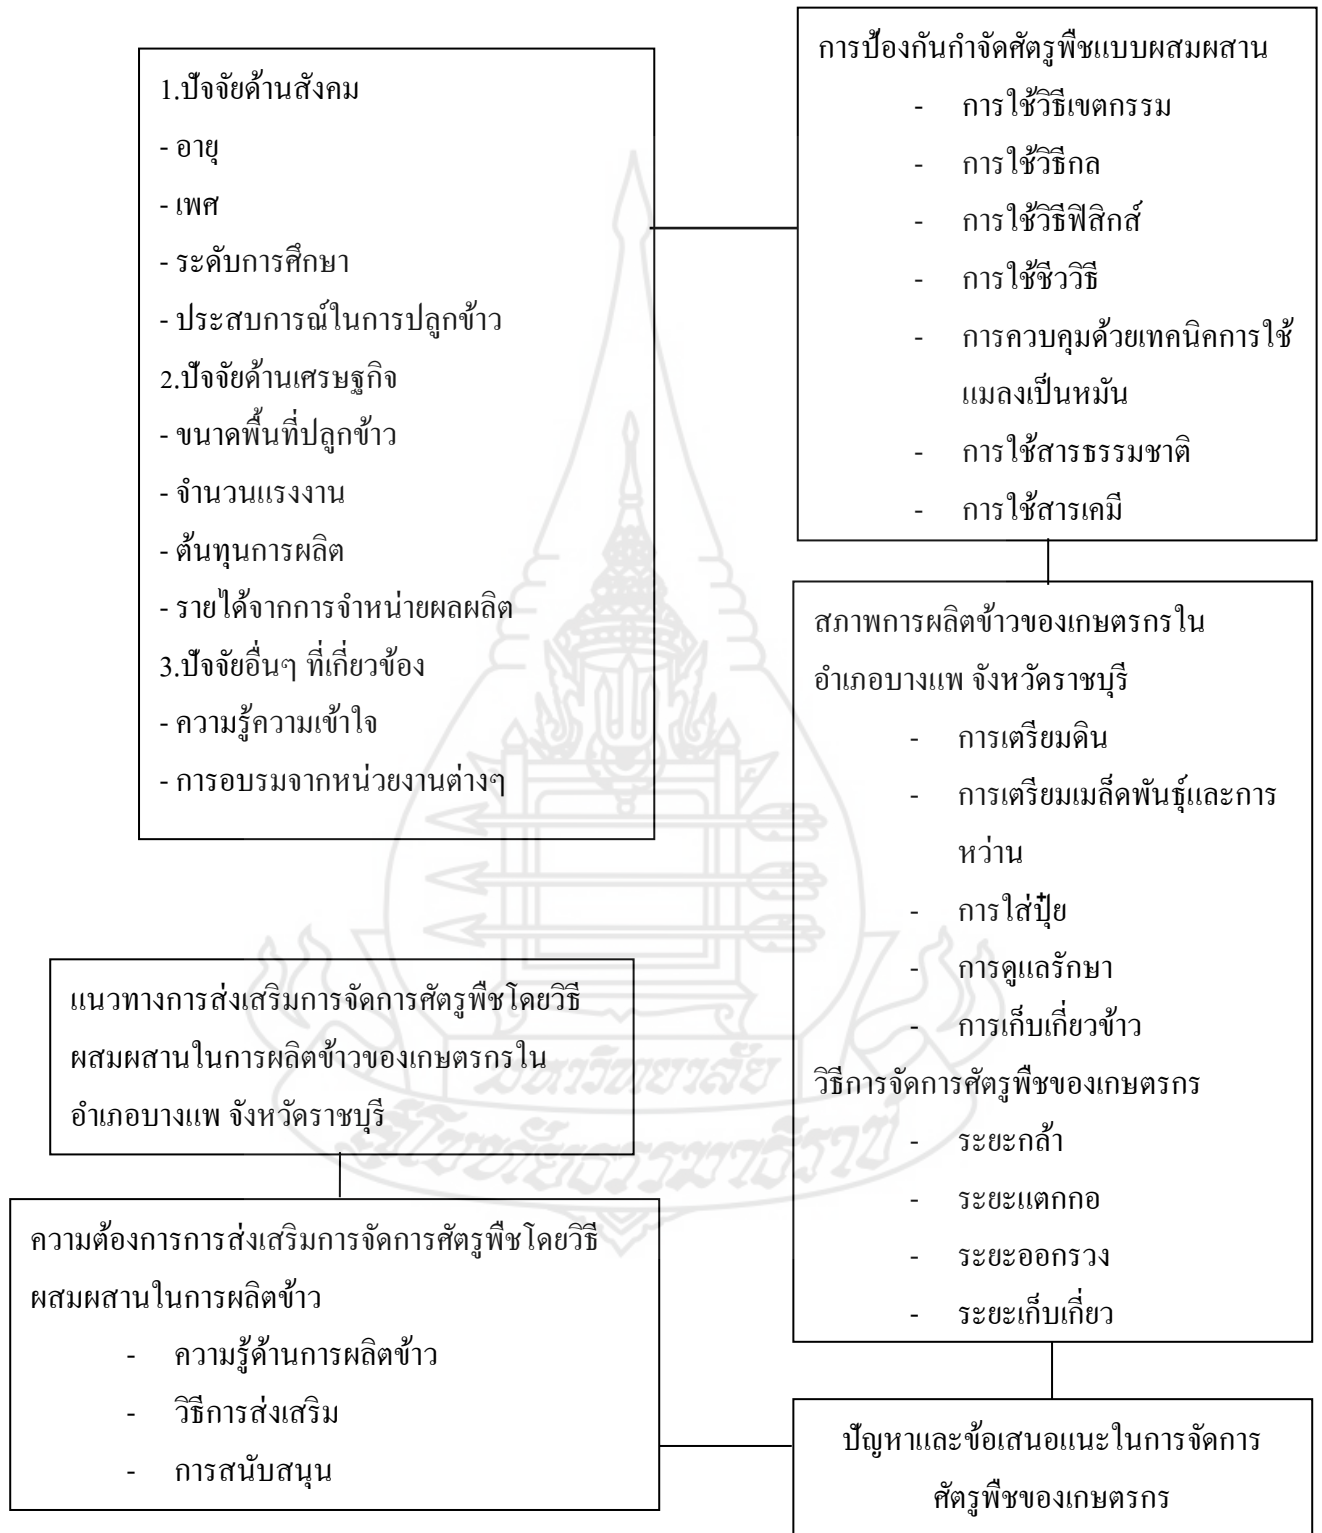 1.ปัจจัยด้านสังคม
- อายุ
- เพศ
- ระดับการศึกษา
- ประสบการณ์ในการปลูกข้าว
2.ปัจจัยด้านเศรษฐกิจ
- ขนาดพื้นที่ปลูกข้าว
- จำนวนแรงงาน
- ต้นทุนการผลิต
- รายได้จากการจำหน่ายผลผลิต
3.ปัจจัยอื่นๆ ที่เกี่ยวข้อง
- ความรู้ความเข้าใจ
- การอบรมจากหน่วยงานต่างๆ
การป้องกันกำจัดศัตรูพืชแบบผสมผสาน
- การใช้วิธีเขตกรรม
- การใช้วิธีกล
- การใช้วิธีฟิสิกส์
- การใช้ชีววิธี
- การควบคุมด้วยเทคนิคการใช้
แมลงเป็นหมัน
- การใช้สารธรรมชาติ
- การใช้สารเคมี
สภาพการผลิตข้าวของเกษตรกรใน
อำเภอบางแพ จังหวัดราชบุรี
- การเตรียมดิน
- การเตรียมเมล็ดพันธุ์และการ
หว่าน
- การใส่ปุ๋ย
- การดูแลรักษา
- การเก็บเกี่ยวข้าว
วิธีการจัดการศัตรูพืชของเกษตรกร
- ระยะกล้า
- ระยะแตกกอ
- ระยะออกรวง
- ระยะเก็บเกี่ยว
ปัญหาและข้อเสนอแนะในการจัดการ
ศัตรูพืชของเกษตรกร
ความต้องการการส่งเสริมการจัดการศัตรูพืชโดยวิธี
ผสมผสานในการผลิตข้าว
- ความรู้ด้านการผลิตข้าว
- วิธีการส่งเสริม
- การสนับสนุน
แนวทางการส่งเสริมการจัดการศัตรูพืชโดยวิธี
ผสมผสานในการผลิตข้าวของเกษตรกรใน
อำเภอบางแพ จังหวัดราชบุรี
มหาวิทยาลัย
สุโขทัยธรรมาธิราช